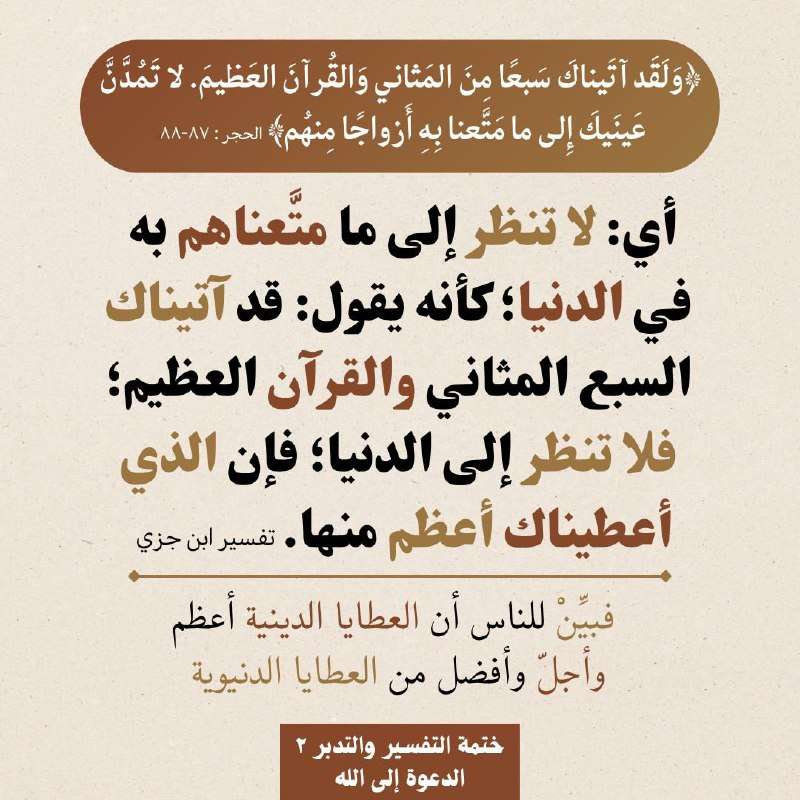 ﴿وَلَقَد آتَيناكَ سَبعًا مِنَ المَثاني وَالقُرآنَ العَظيمَ. لا تَمُدَّنَّ
عَينَيكَ إِلى ما مَتَّعنا بِهِ أَزواجًا مِنهُم﴾ الحجر: ٨٧-٨٨
أي: لا تنظر إلى ما متَّعناهم به
في الدنيا؛ كأنه يقول: قد آتيناك
السبع المثاني والقرآن العظيم؛
فلا تنظر إلى الدنيا؛ فإن الذي
أعطيناك أعظم منها. تفسير ابن جزي
فبيِّنْ للناس أن العطايا الدينية أعظم
وأجلّ وأفضل من العطايا الدنيوية
ختمة التفسير والتدبر ٢
الدعوة إلى الله